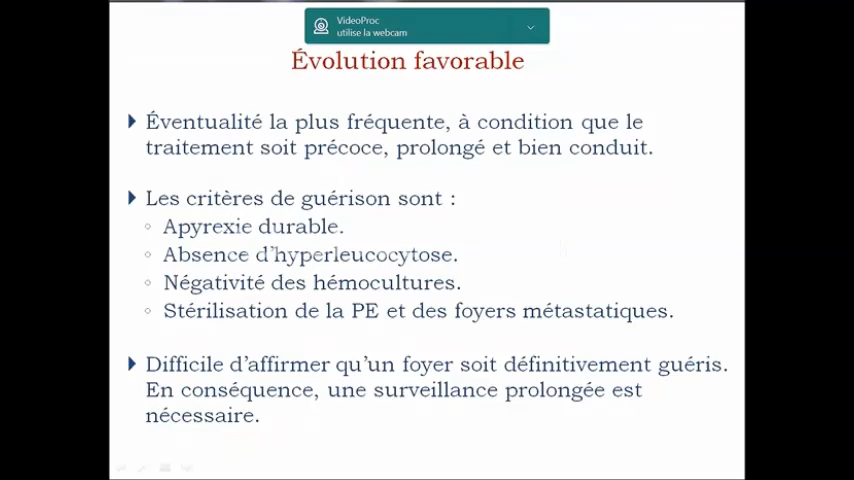 VideoProc
utilise la webcam
Évolution favorable
Éventualité la plus fréquente, à condition que le
traitement soit précoce, prolongé et bien conduit.
Les critères de guérison sont :
Apyrexie durable.
Absence d'hyperleucocytose.
Négativité des hémocultures.
Stérilisation de la PE et des foyers métastatiques.
Difficile d'affirmer qu'un foyer soit définitivement guéris.
En conséquence, une surveillance prolongée est
nécessaire.